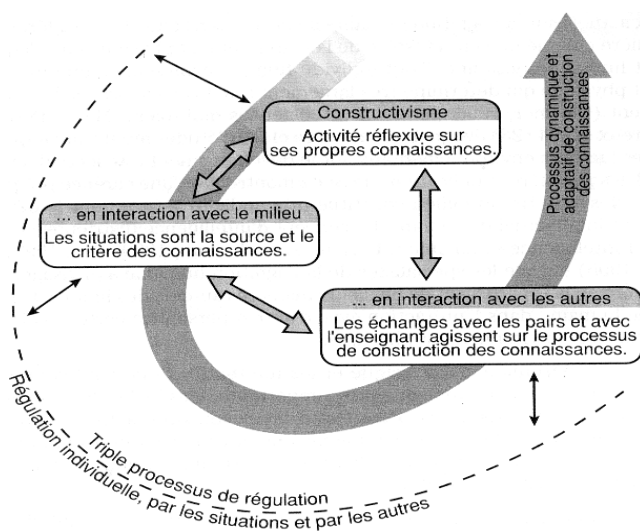 Constructivisme
Activité réflexive sur
ses propres connaissances.
... en interaction avec le milieu
Les situations sont la source et le
critère des connaissances.
... en interaction avec les autres
Les échanges avec les pairs et avec
l'enseignant agissent sur le processus
de construction des connaissances.
Processus dynamique et
adaptatif de construction
des connaissances
Triple processus de régulation
Régulation individuelle, par les situations et par les autres